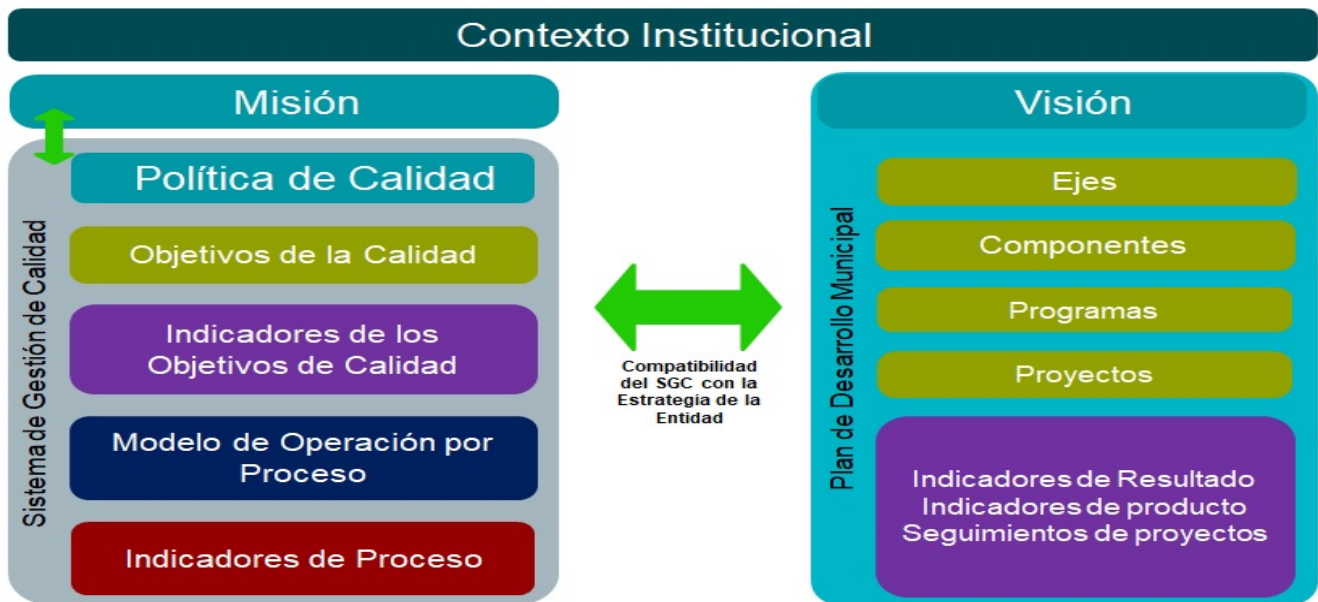 Contexto Institucional
Misión
Sistema de Gestión de Calidad
Política de Calidad
Objetivos de la Calidad
Indicadores de los
Objetivos de Calidad
Modelo de Operación por
Proceso
Indicadores de Proceso
Compatibilidad
del SGC con la
Estrategia de la
Entidad
Visión
Plan de Desarrollo Municipal
Ejes
Componentes
Programas
Proyectos
Indicadores de Resultado
Indicadores de producto
Seguimientos de proyectos